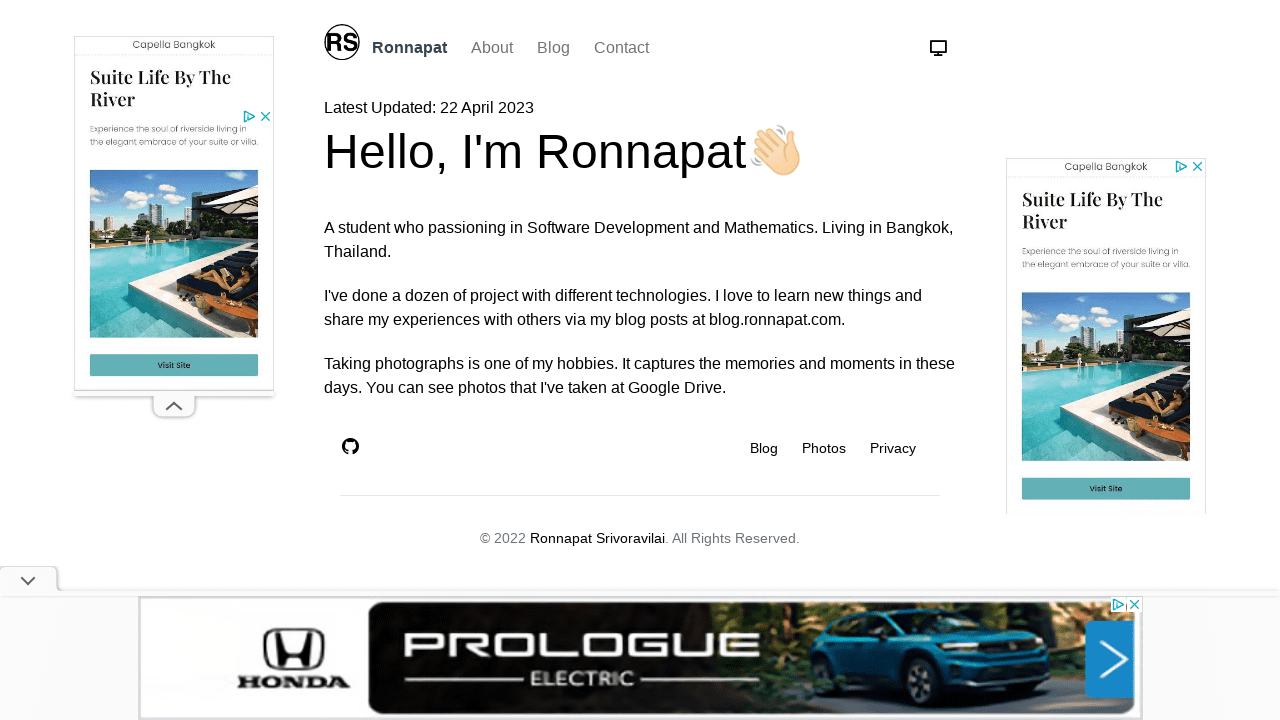 Capella Bangkok
Suite Life By The
River
Experience the soul of riverside living in
the elegant embrace of your suite or villa.
Visit Site
RS
Ronnapat
About
Blog
Contact
Latest Updated: 22 April 2023
Hello, I'm Ronnapat
A student who passioning in Software Development and Mathematics. Living in Bangkok,
Thailand.
I've done a dozen of project with different technologies. I love to learn new things and
share my experiences with others via my blog posts at blog.ronnapat.com.
Taking photographs is one of my hobbies. It captures the memories and moments in these
days. You can see photos that I've taken at Google Drive.
Blog
Photos
Privacy
© 2022 Ronnapat Srivoravilai. All Rights Reserved.
Capella Bangkok
Suite Life By The
River
Experience the soul of riverside living in
the elegant embrace of your suite or villa.
Visit Site
HONDA
PROLOGUE
ELECTRIC